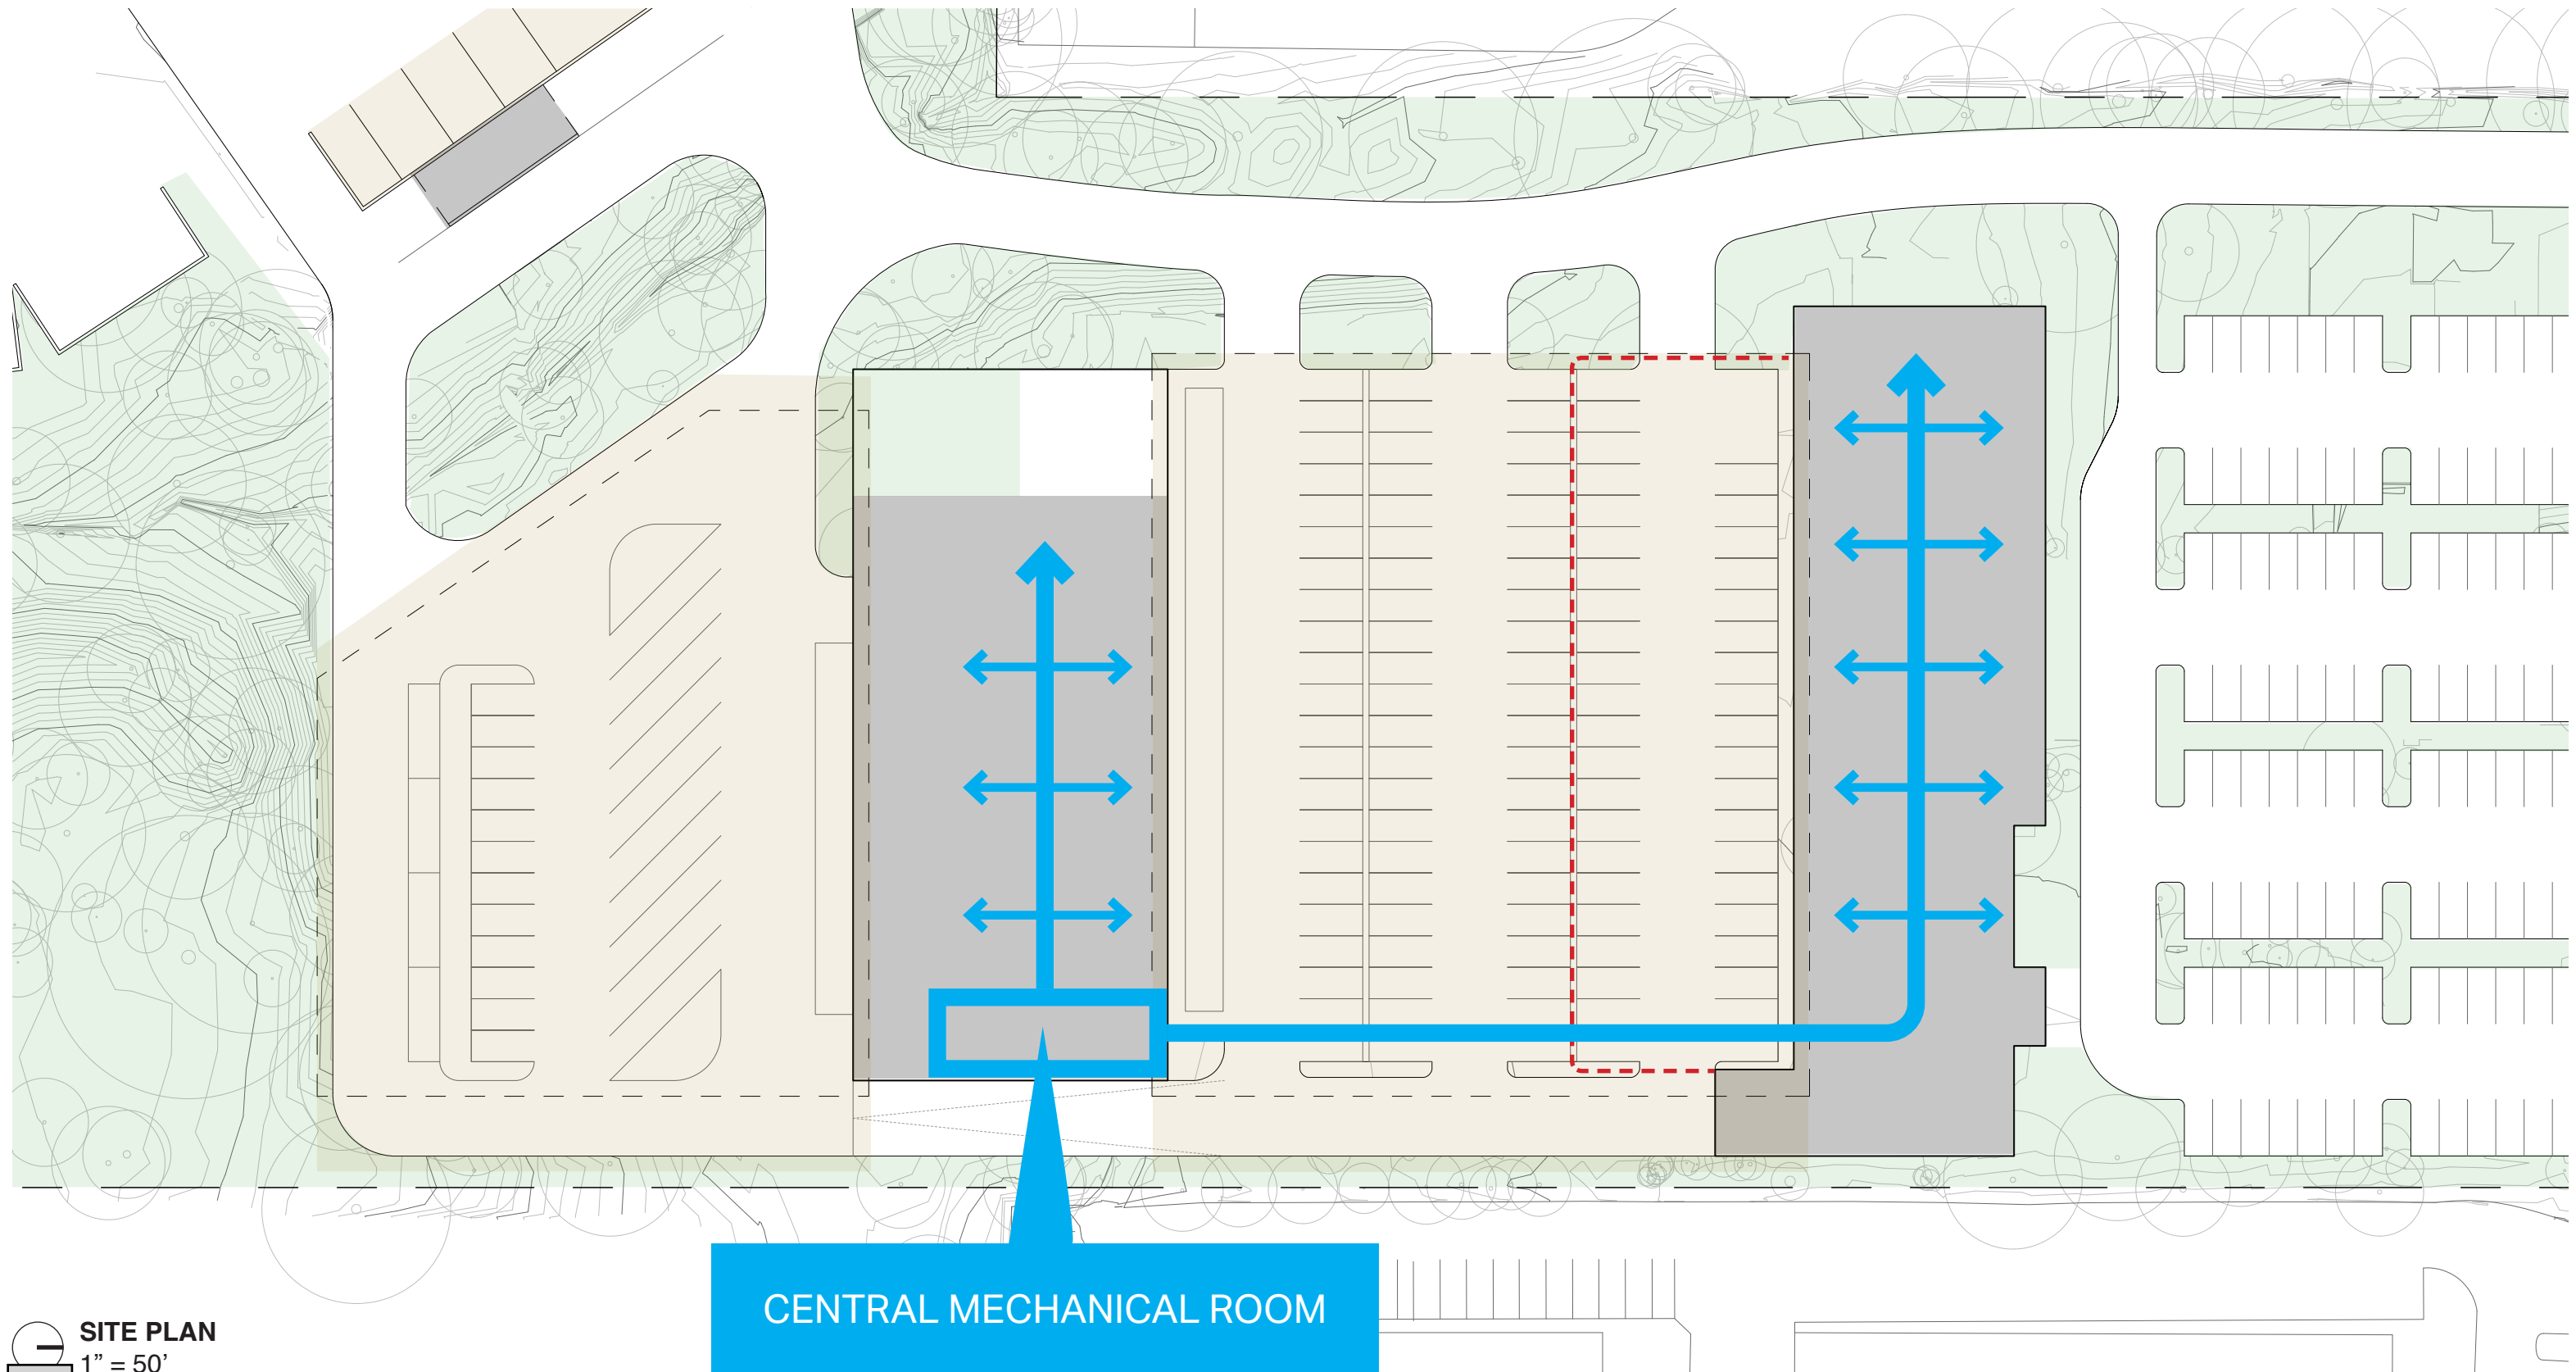 CENTRAL MECHANICAL ROOM
SITE PLAN
1” = 50’